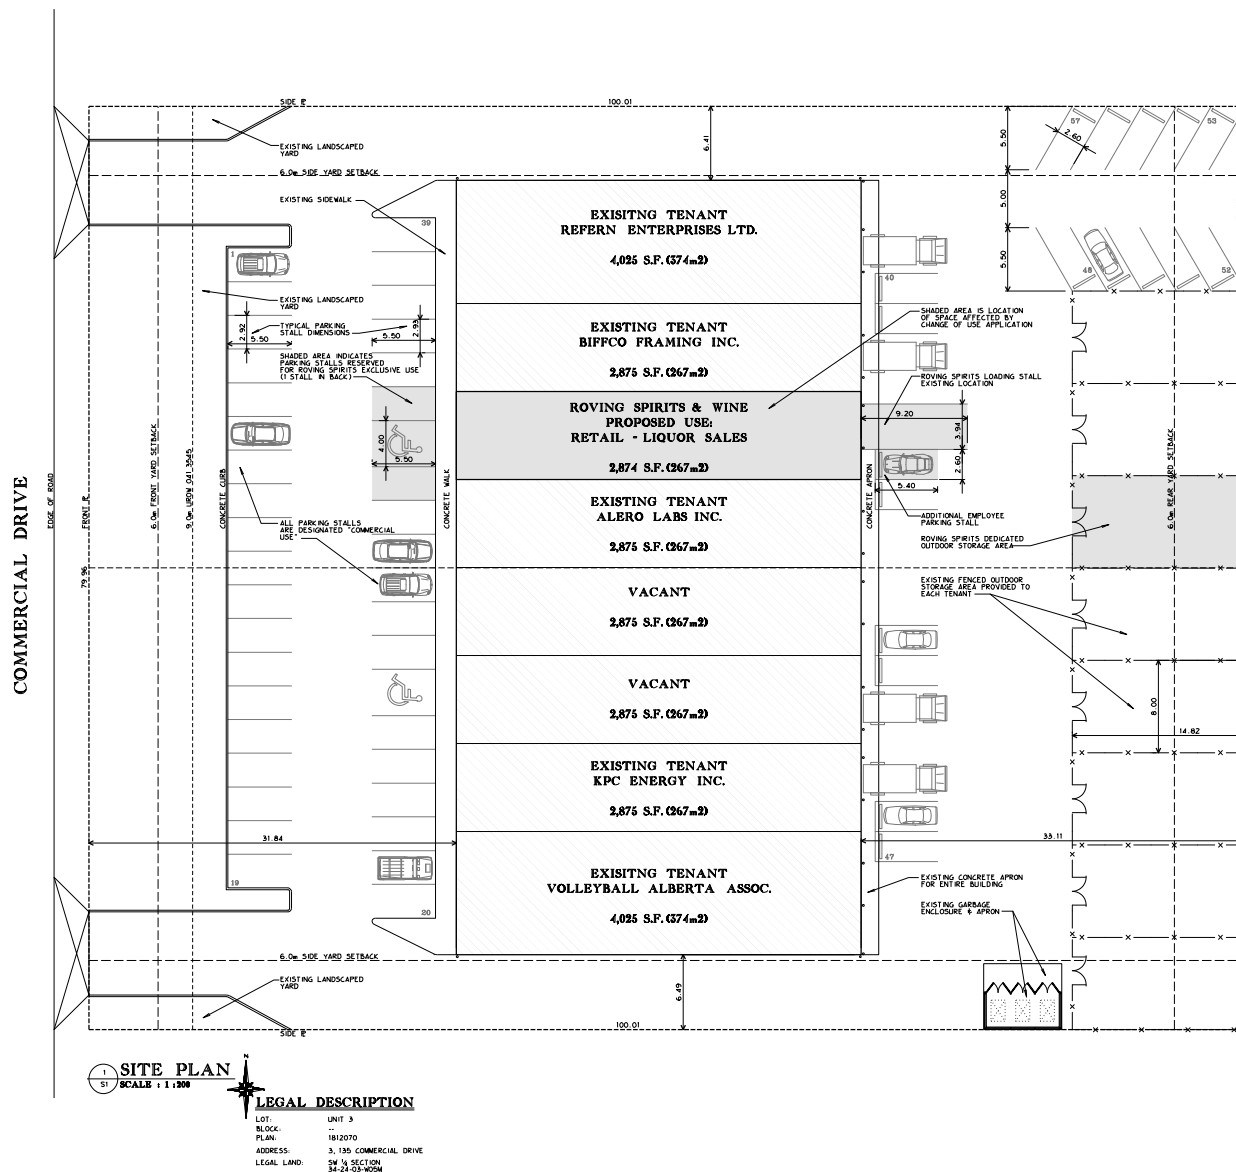 SIDE ₧
100.01
57
53
2.60
5.50
6.41
EXISTING LANDSCAPED
YARD
6.0m SIDE YARD SETBACK
EXISTING SIDEWALK
39
EXISITNG TENANT
REFERN ENTERPRISES LTD.
4,025 S.F. (374m2)
5.00
1
40
5.50
48
52
EXISTING LANDSCAPED
YARD
2.92
5.50
TYPICAL PARKING
STALL DIMENSIONS
2.93
5.50
SHADED AREA INDICATES
PARKING STALLS RESERVED
FOR ROVING SPIRITS EXCLUSIVE USE
(1 STALL IN BACK)
EXISTING TENANT
BIFFCO FRAMING INC.
2,875 S.F. (267m2)
SHADED AREA IS LOCATION
OF SPACE AFFECTED BY
CHANGE OF USE APPLICATION
ROVING SPIRITS LOADING STALL
EXISTING LOCATION
4.00
5.50
ROVING SPIRITS & WINE
PROPOSED USE:
RETAIL - LIQUOR SALES
2,874 S.F. (267m2)
9.20
3.94
2.60
5.40
COMMERCIAL DRIVE
EDGE OF ROAD
FRONT ₧
6.0m FRONT YARD SETBACK
CONCRETE CURB
CONCRETE WALK
CONCRETE APRON
6.0m REAR YARD SETBACK
ALL PARKING STALLS
ARE DESIGNATED "COMMERCIAL
USE"
EXISTING TENANT
ALERO LABS INC.
2,875 S.F. (267m2)
ADDITIONAL EMPLOYEE
PARKING STALL
ROVING SPIRITS DEDICATED
OUTDOOR STORAGE AREA
79.96
VACANT
2,875 S.F. (267m2)
EXISTING FENCED OUTDOOR
STORAGE AREA PROVIDED TO
EACH TENANT
VACANT
2,875 S.F. (267m2)
8.00
14.82
EXISTING TENANT
KPC ENERGY INC.
2,875 S.F. (267m2)
31.84
33.11
47
19
20
EXISITNG TENANT
VOLLEYBALL ALBERTA ASSOC.
4,025 S.F. (374m2)
EXISTING CONCRETE APRON
FOR ENTIRE BUILDING
EXISTING GARBAGE
ENCLOSURE & APRON
6.0m SIDE YARD SETBACK
EXISTING LANDSCAPED
YARD
6.49
SIDE ₧
100.01
1
S1
SITE PLAN
SCALE : 1 :200
N
LEGAL DESCRIPTION
LOT: UNIT 3
BLOCK: --
PLAN: 1812070
ADDRESS: 3, 135 COMMERCIAL DRIVE
LEGAL LAND: SW ¼ SECTION
34-24-03-W05M